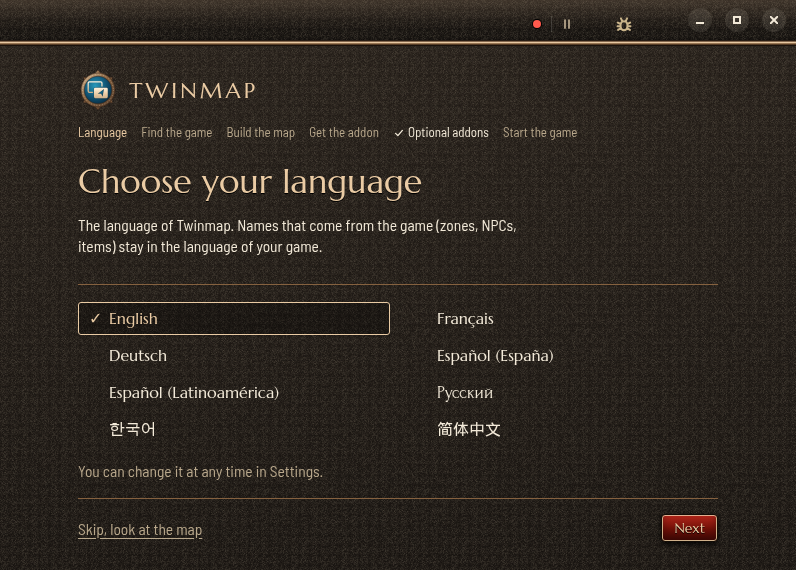 TWINMAP
Language Find the game Build the map Get the addon ✓ Optional addons Start the game
Choose your language
The language of Twinmap. Names that come from the game (zones, NPCs,
items) stay in the language of your game.
✓ English Français
Deutsch Español (España)
Español (Latinoamérica) Русский
한국어 简体中文
You can change it at any time in Settings.
Skip, look at the map Next